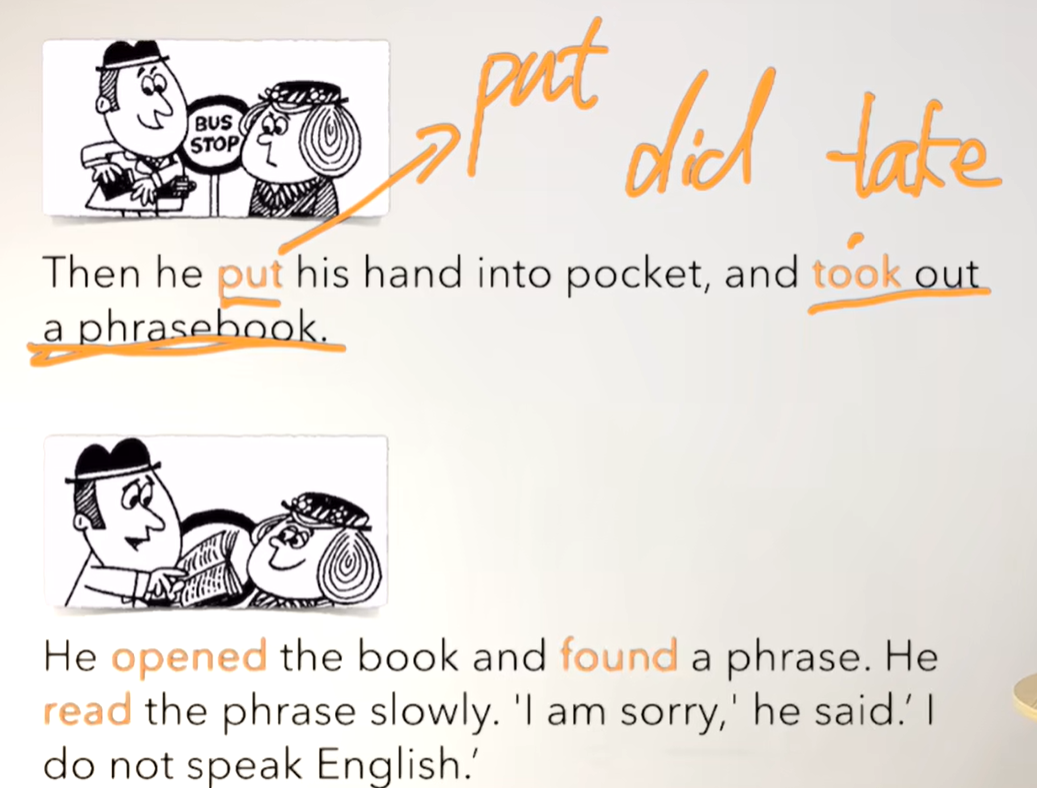 put
did take
BUS
STOP
Then he put his hand into pocket, and took out
a phrasebook.
He opened the book and found a phrase. He
read the phrase slowly. 'I am sorry,' he said.' I
do not speak English.'